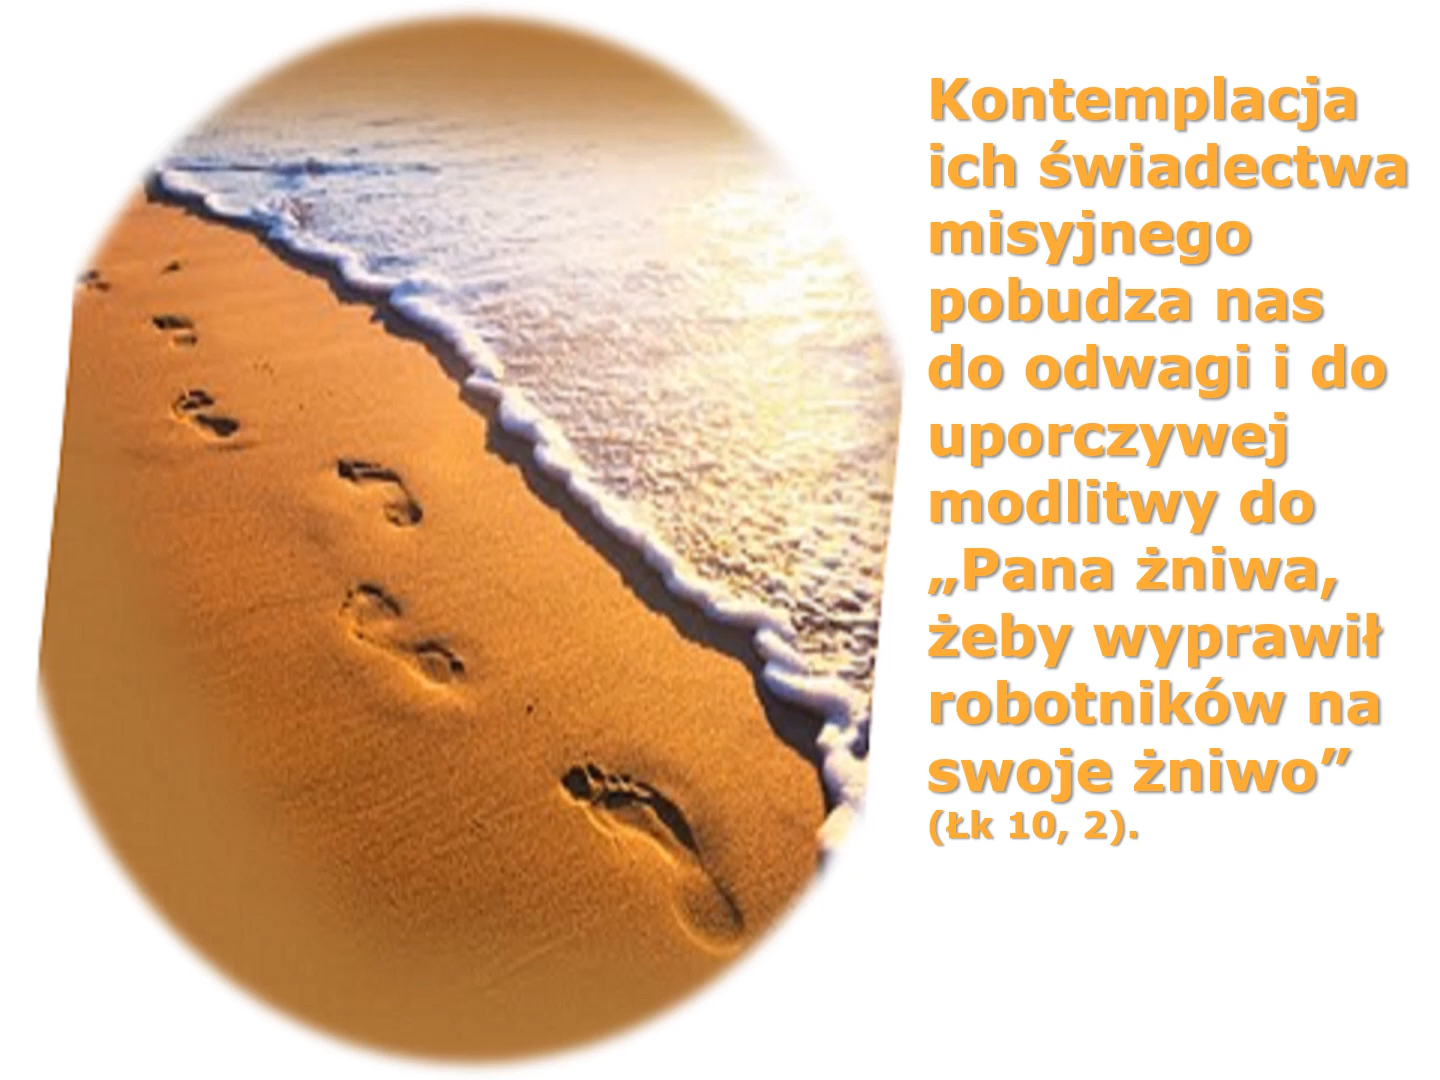 Kontemplacja
ich świadectwa
misyjnego
pobudza nas
do odwagi i do
uporczywej
modlitwy do
„Pana żniwa,
żeby wyprawił
robotników na
swoje żniwo”
(Łk 10, 2).